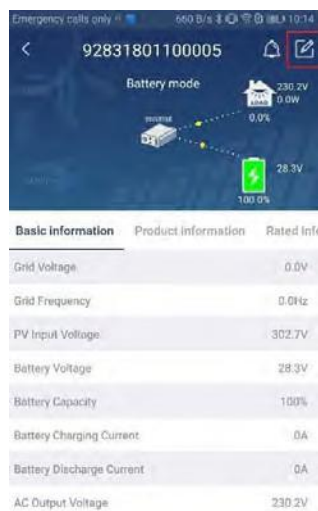 Emergency calls only 660 B/s 10:14
92831801100005
Battery mode
230.2V
LOAD 0.0W
0.0%
INVERTER
28.3V
100.0%
Basic information Product information Rated Inf
Grid Voltage 0.0V
Grid Frequency 0.0Hz
PV Input Voltage 302.7V
Battery Voltage 28.3V
Battery Capacity 100%
Battery Charging Current 0A
Battery Discharge Current 0A
AC Output Voltage 230.2V